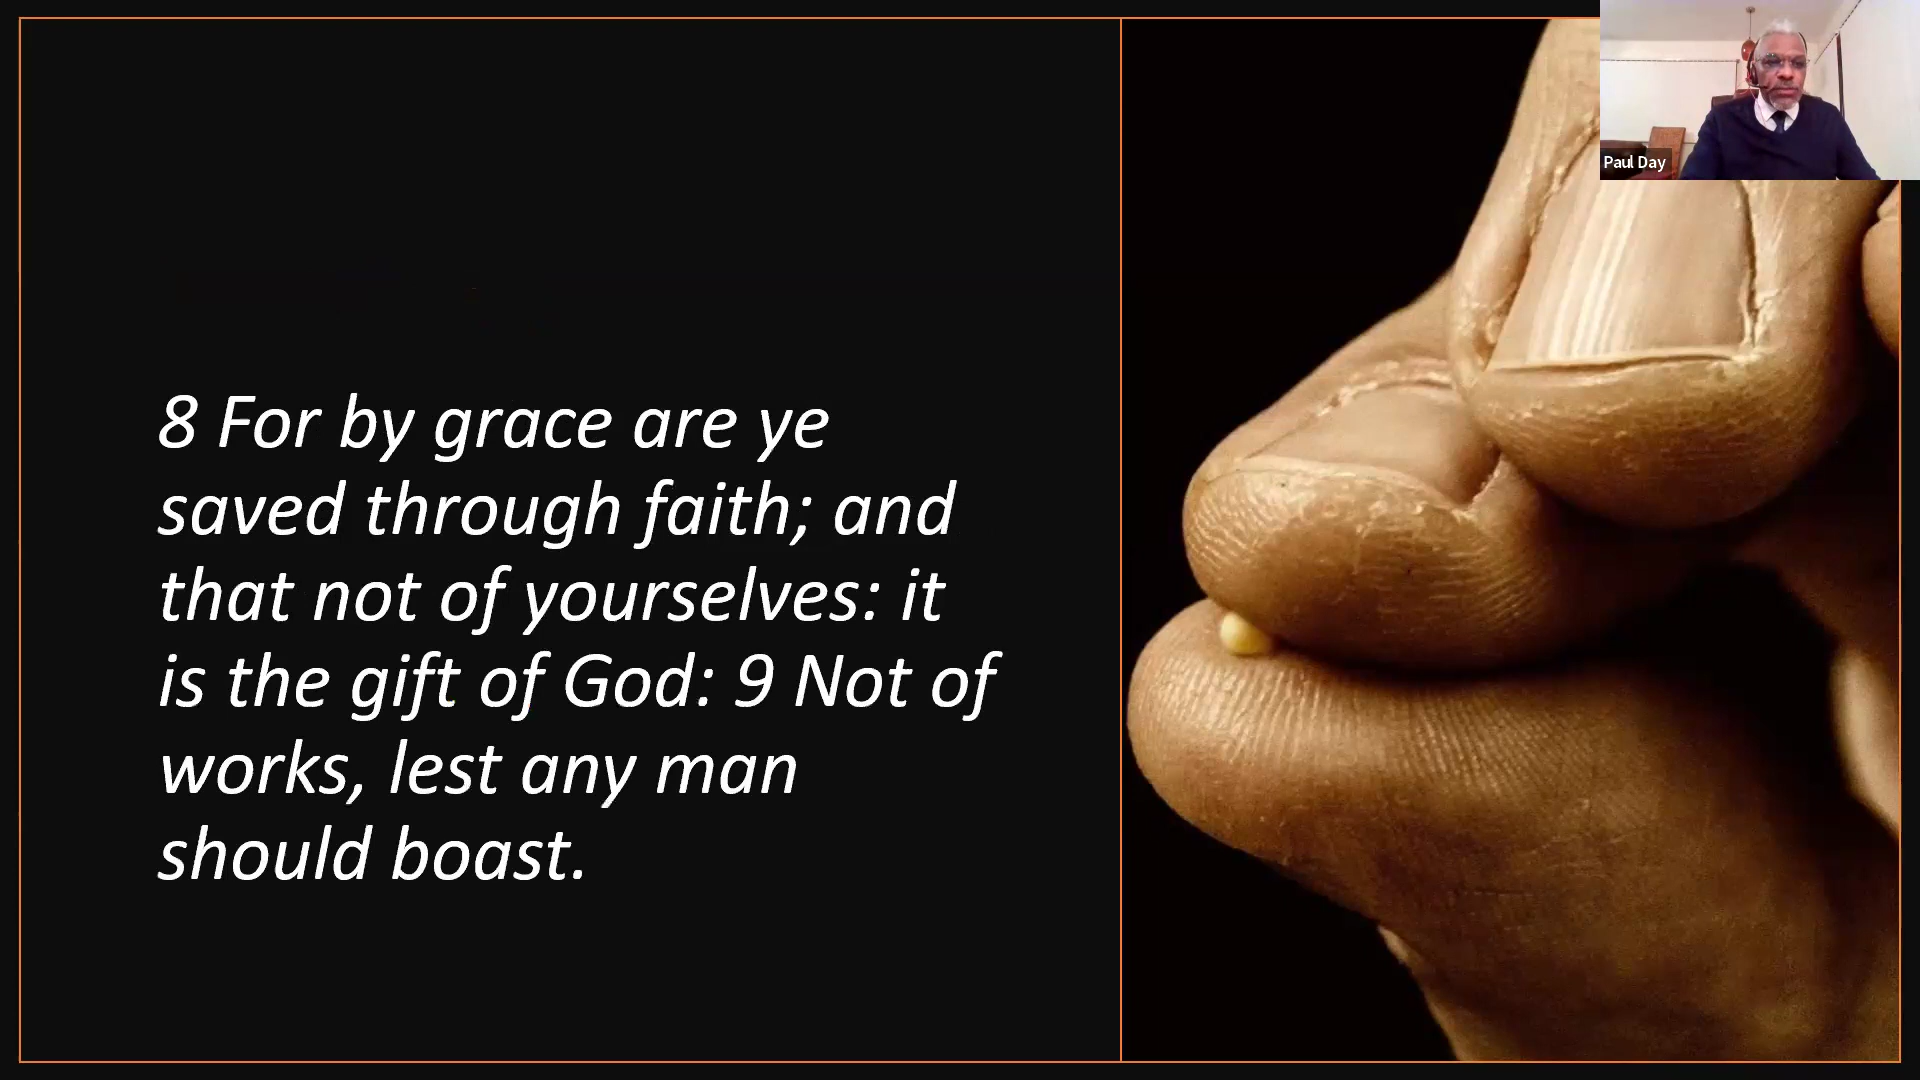 8 For by grace are ye
saved through faith; and
that not of yourselves: it
is the gift of God: 9 Not of
works, lest any man
should boast.
Paul Day